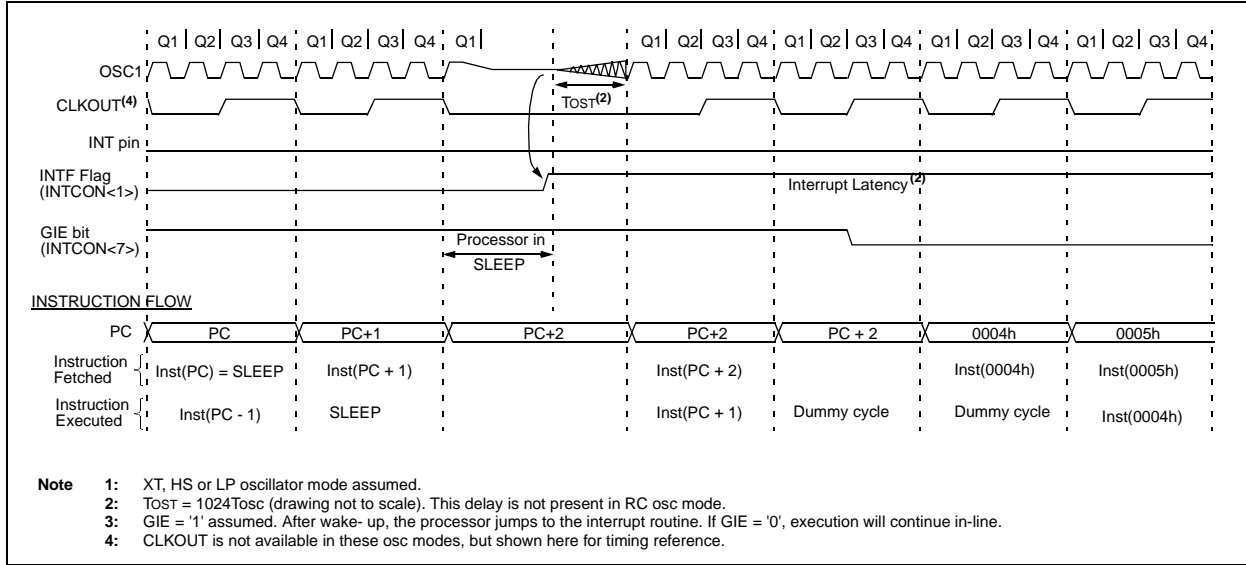 Q1 Q2 Q3 Q4 Q1 Q2 Q3 Q4 Q1 Q1 Q2 Q3 Q4 Q1 Q2 Q3 Q4 Q1 Q2 Q3 Q4 Q1 Q2 Q3 Q4
OSC1
TOST(2)
CLKOUT(4)
INT pin
INTF Flag
(INTCON<1>)
Interrupt Latency(2)
GIE bit
(INTCON<7>)
Processor in
SLEEP
INSTRUCTION FLOW
PC PC PC+1 PC+2 PC+2 PC + 2 0004h 0005h
Instruction
Fetched
Inst(PC) = SLEEP Inst(PC + 1) Inst(PC + 2) Inst(0004h) Inst(0005h)
Instruction
Executed
Inst(PC - 1) SLEEP Inst(PC + 1) Dummy cycle Dummy cycle Inst(0004h)
Note 1: XT, HS or LP oscillator mode assumed.
2: TOST = 1024Tosc (drawing not to scale). This delay is not present in RC osc mode.
3: GIE = '1' assumed. After wake- up, the processor jumps to the interrupt routine. If GIE = '0', execution will continue in-line.
4: CLKOUT is not available in these osc modes, but shown here for timing reference.